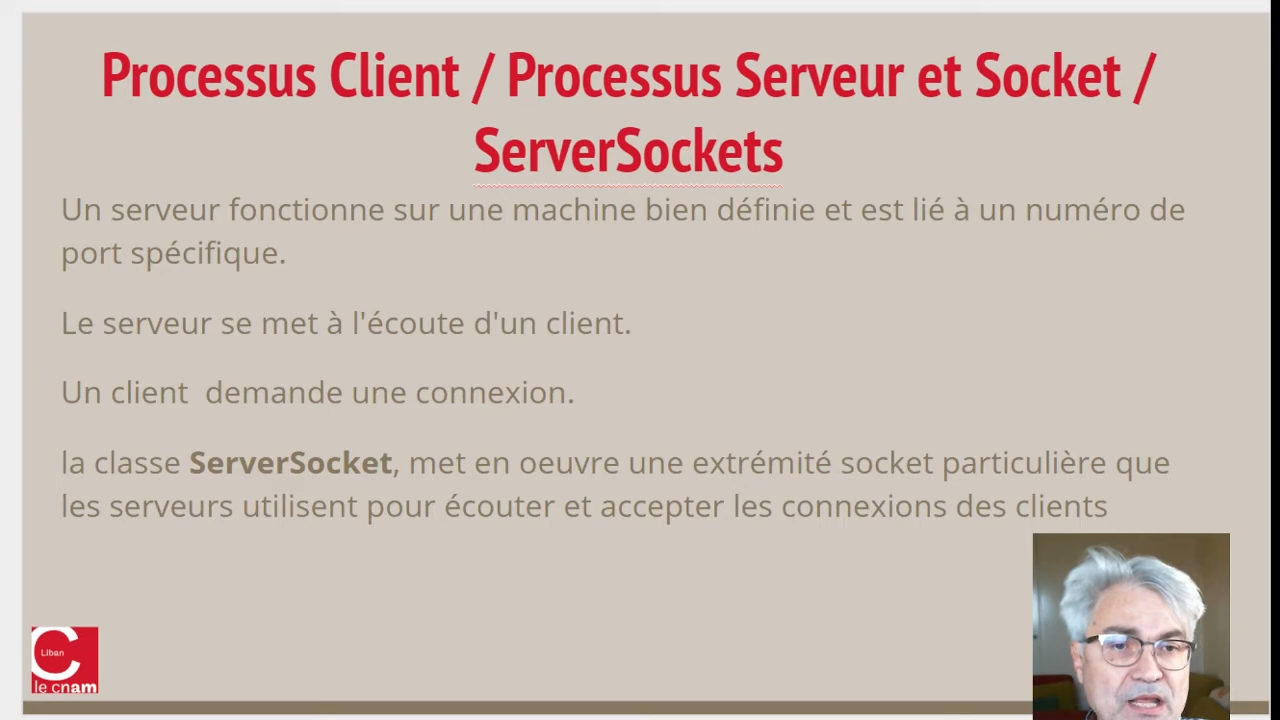 Processus Client / Processus Serveur et Socket /
ServerSockets
Un serveur fonctionne sur une machine bien définie et est lié à un numéro de
port spécifique.
Le serveur se met à l'écoute d'un client.
Un client  demande une connexion.
la classe ServerSocket, met en oeuvre une extrémité socket particulière que
les serveurs utilisent pour écouter et accepter les connexions des clients
Liban
le cnam